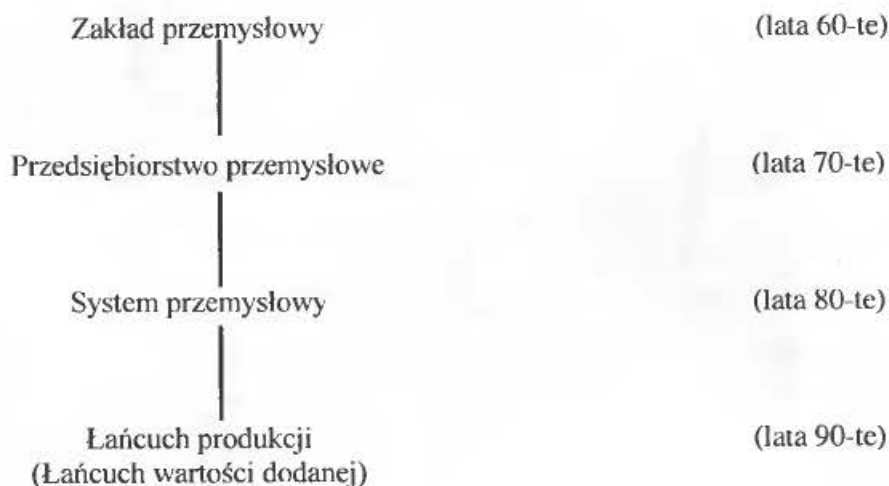 Zakład przemysłowy (lata 60-te)
Przedsiębiorstwo przemysłowe (lata 70-te)
System przemysłowy (lata 80-te)
Łańcuch produkcji (lata 90-te)
(Łańcuch wartości dodanej)